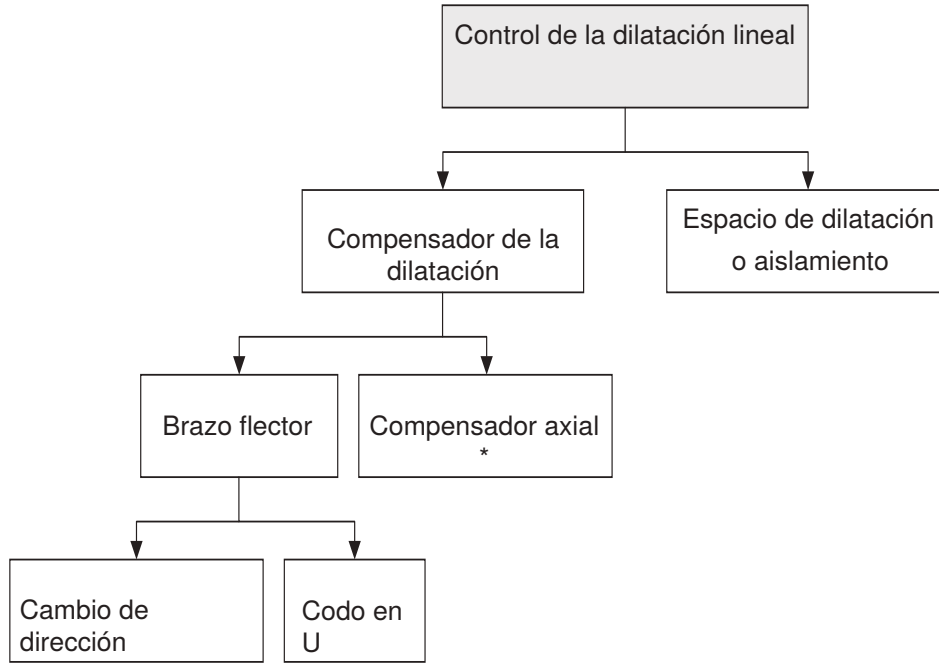 Control de la dilatación lineal
Compensador de la
dilatación
Espacio de dilatación
o aislamiento
Brazo flector
Compensador axial
*
Cambio de
dirección
Codo en
U